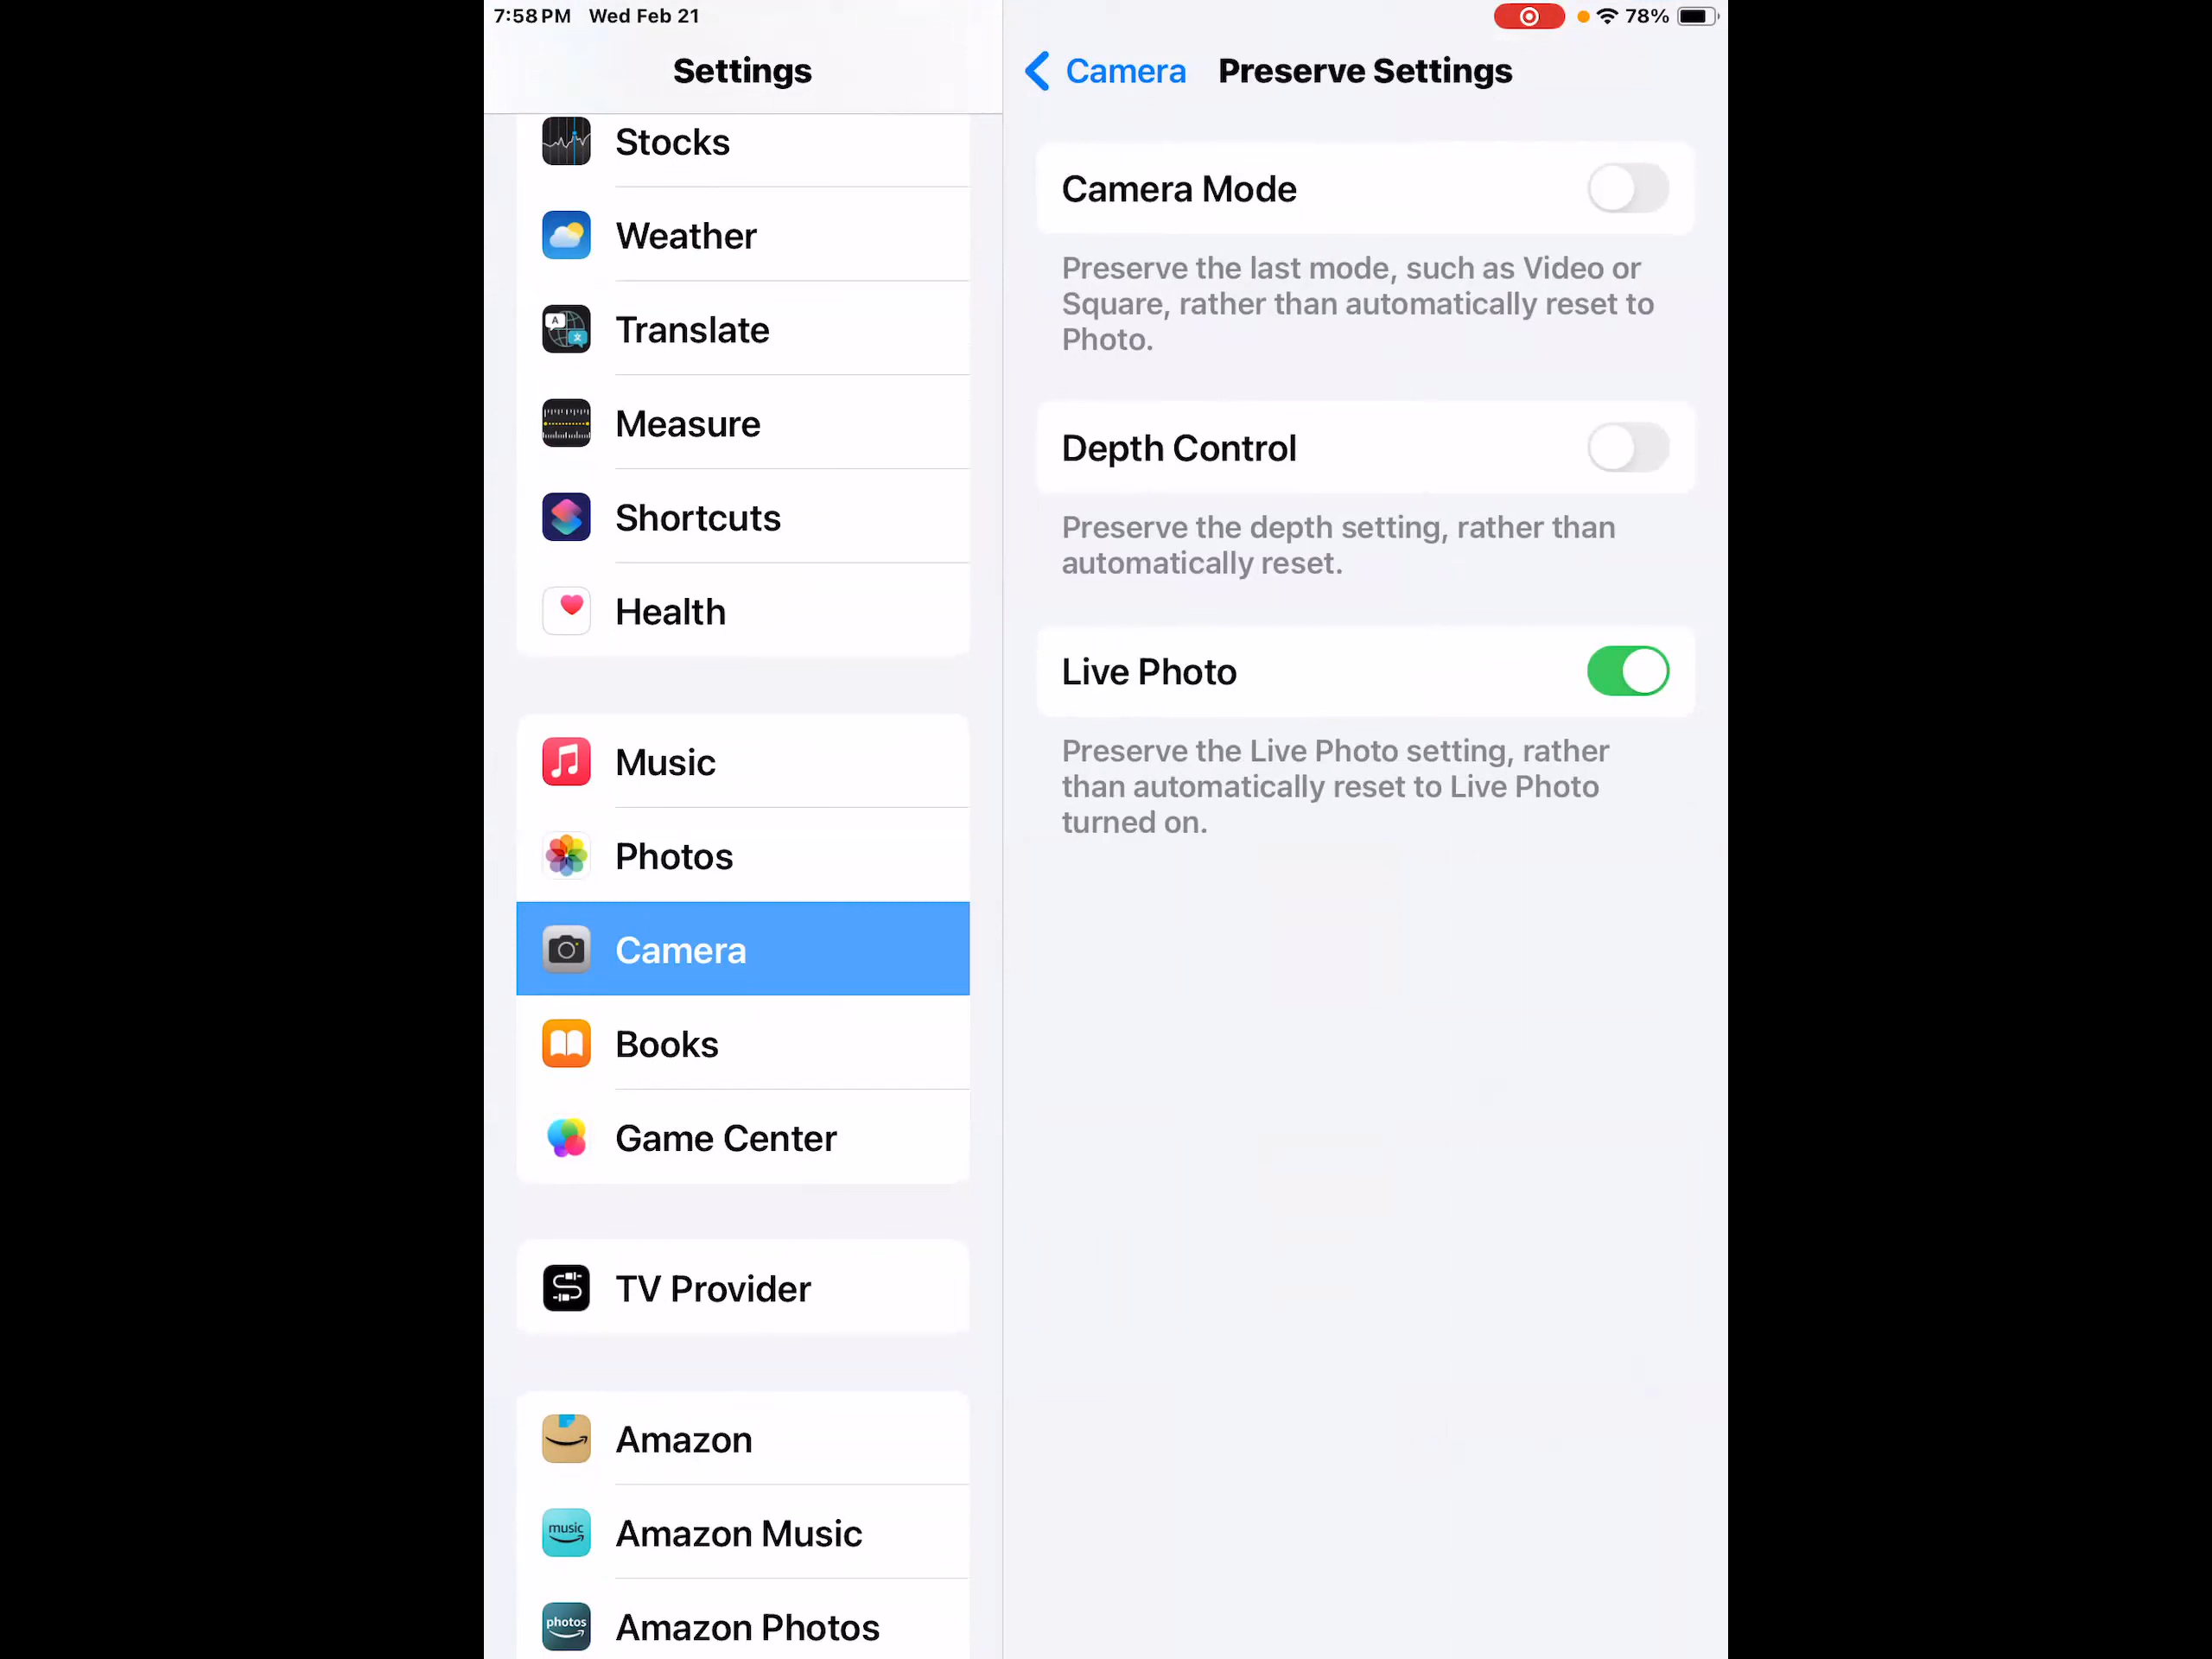 7:58 PM Wed Feb 21
78%
Settings
Stocks
Weather
Translate
Measure
Shortcuts
Health
Music
Photos
Camera
Books
Game Center
TV Provider
Amazon
music
Amazon Music
photos
Amazon Photos
Camera
Preserve Settings
Camera Mode
Preserve the last mode, such as Video or
Square, rather than automatically reset to
Photo.
Depth Control
Preserve the depth setting, rather than
automatically reset.
Live Photo
Preserve the Live Photo setting, rather
than automatically reset to Live Photo
turned on.